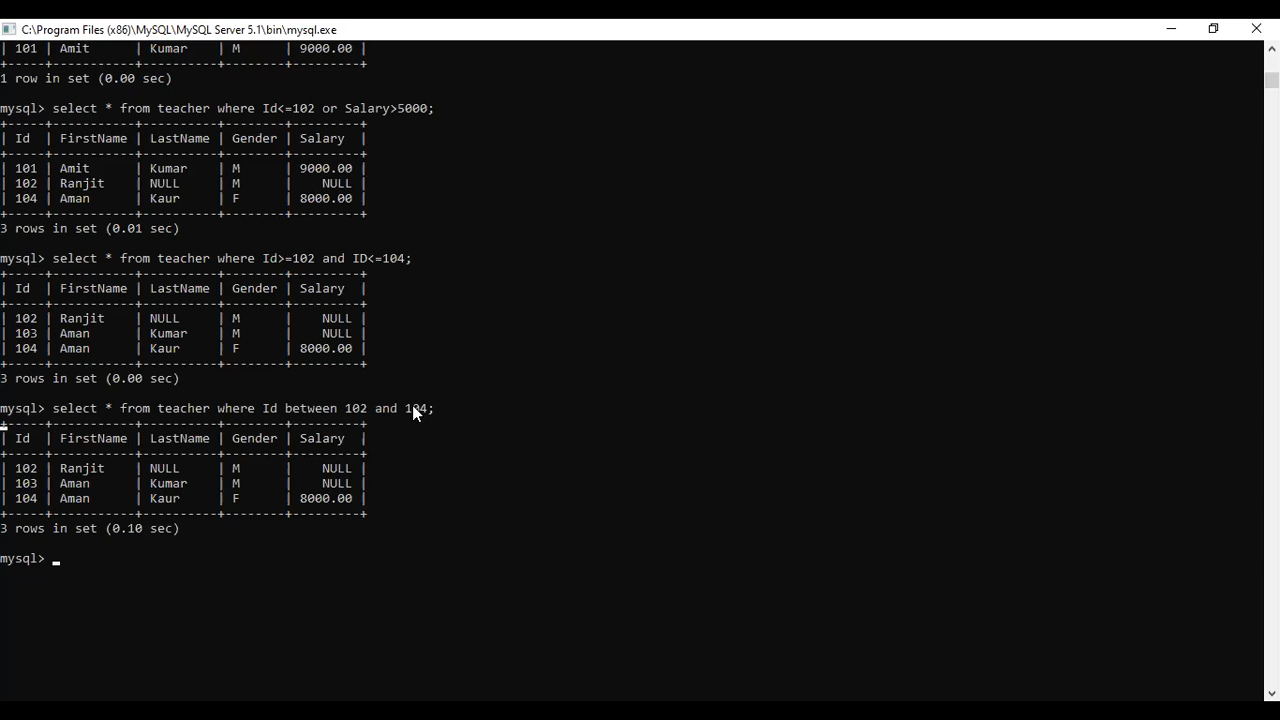 C:\Program Files (x86)\MySQL\MySQL Server 5.1\bin\mysql.exe
| 101 | Amit      | Kumar    | M      | 9000.00 |
+-----+-----------+----------+--------+---------+
1 row in set (0.00 sec)
mysql> select * from teacher where Id<=102 or Salary>5000;
+-----+-----------+----------+--------+---------+
| Id  | FirstName | LastName | Gender | Salary  |
+-----+-----------+----------+--------+---------+
| 101 | Amit      | Kumar    | M      | 9000.00 |
| 102 | Ranjit    | NULL     | M      |    NULL |
| 104 | Aman      | Kaur     | F      | 8000.00 |
+-----+-----------+----------+--------+---------+
3 rows in set (0.01 sec)
mysql> select * from teacher where Id>=102 and ID<=104;
+-----+-----------+----------+--------+---------+
| Id  | FirstName | LastName | Gender | Salary  |
+-----+-----------+----------+--------+---------+
| 102 | Ranjit    | NULL     | M      |    NULL |
| 103 | Aman      | Kumar    | M      |    NULL |
| 104 | Aman      | Kaur     | F      | 8000.00 |
+-----+-----------+----------+--------+---------+
3 rows in set (0.00 sec)
mysql> select * from teacher where Id between 102 and 104;
+-----+-----------+----------+--------+---------+
| Id  | FirstName | LastName | Gender | Salary  |
+-----+-----------+----------+--------+---------+
| 102 | Ranjit    | NULL     | M      |    NULL |
| 103 | Aman      | Kumar    | M      |    NULL |
| 104 | Aman      | Kaur     | F      | 8000.00 |
+-----+-----------+----------+--------+---------+
3 rows in set (0.10 sec)
mysql> _